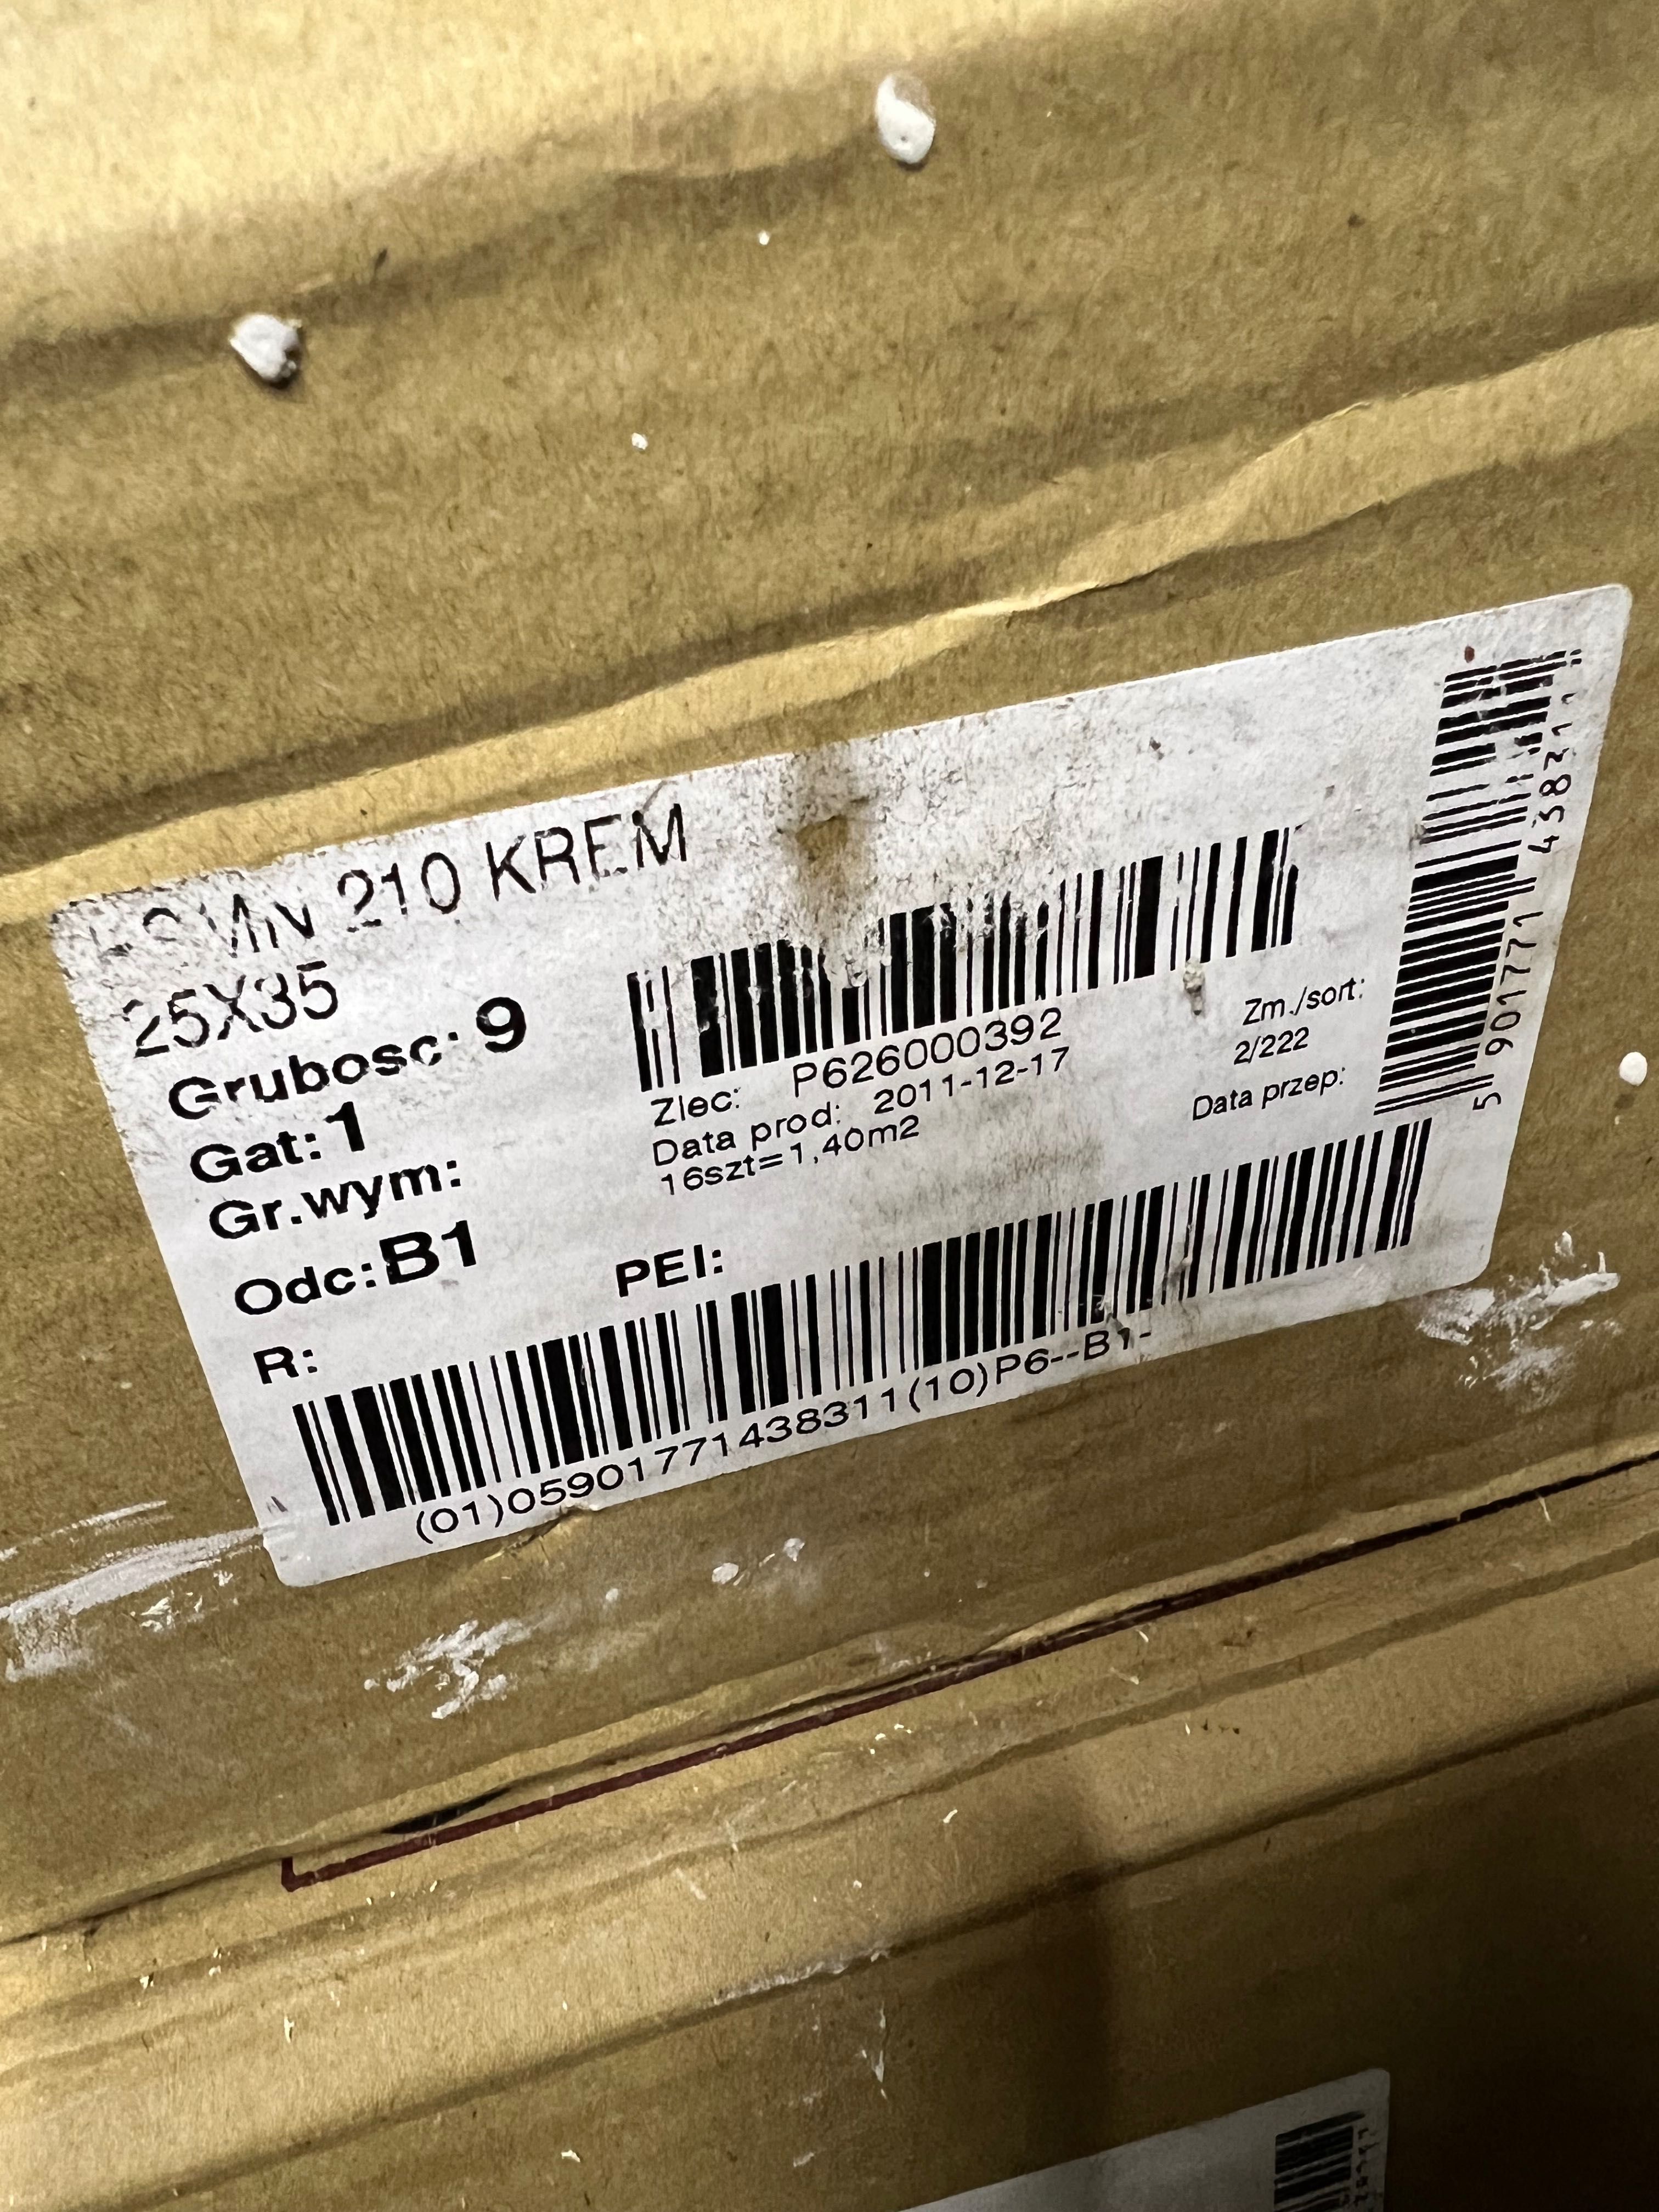 210 KREM
25X35
Grubosc: 9
Gat: 1
Gr.wym:
Odc: B1
R:
PEI:
Zlec: P626000392
Data prod: 2011-12-17
16szt=1,40m2
Zm./sort:
2/222
Data przep:
5 901771 438311
(01)05901771438311(10)P6--B1-